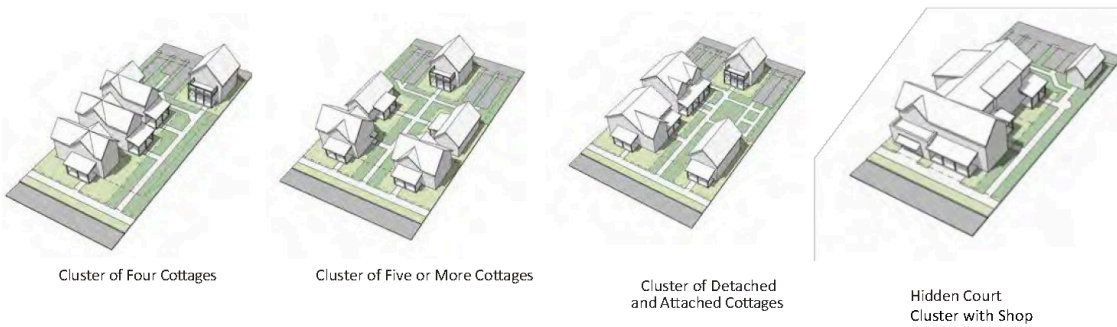 Cluster of Four Cottages
Cluster of Five or More Cottages
Cluster of Detached
and Attached Cottages
Hidden Court
Cluster with Shop